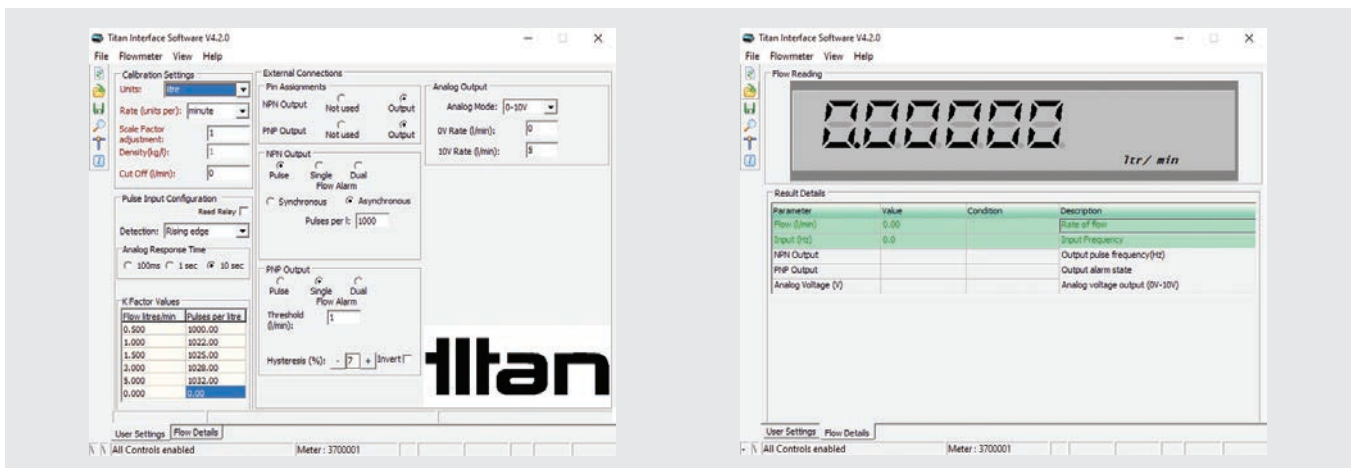 Titan Interface Software V4.2.0
File Flowmeter View Help
Calibration Settings
Units: litre
Rate (units per): minute
Scale Factor
adjustment: 1
Density(kg/l): 1
Cut Off (l/min): 0
Pulse Input Configuration
Reed Relay
Detection: Rising edge
Analog Response Time
100ms 1 sec 10 sec
K Factor Values
Flow litres/min Pulses per litre
0.500 1000.00
1.000 1022.00
1.500 1025.00
3.000 1028.00
5.000 1032.00
0.000 0.00
External Connections
Pin Assignments
NPN Output Not used Output
PNP Output Not used Output
NPN Output
Pulse Single Dual
Flow Alarm
Synchronous Asynchronous
Pulses per l: 1000
PNP Output
Pulse Single Dual
Flow Alarm
Threshold
(l/min): 1
Hysteresis (%): - 7 + Invert
Analog Output
Analog Mode: 0-10V
0V Rate (l/min): 0
10V Rate (l/min): 5
titan
User Settings Flow Details
All Controls enabled Meter : 3700001
Titan Interface Software V4.2.0
File Flowmeter View Help
Flow Reading
0.00000
ltr/ min
Result Details
Parameter Value Condition Description
Flow (l/min) 0.00 Rate of flow
Input (Hz) 0.0 Input Frequency
NPN Output Output pulse frequency(Hz)
PNP Output Output alarm state
Analog Voltage (V) Analog voltage output (0V-10V)
User Settings Flow Details
All Controls enabled Meter : 3700001